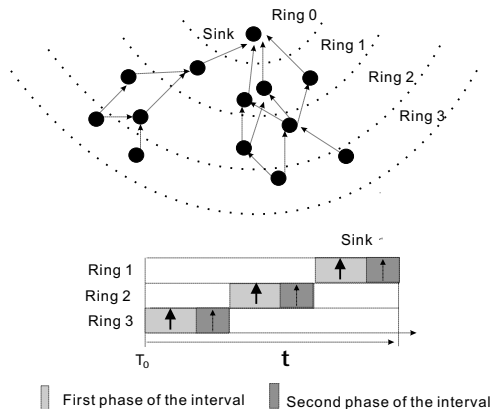 Ring 0
Sink
Ring 1
Ring 2
Ring 3
Sink
Ring 1
Ring 2
Ring 3
T0
t
First phase of the interval
Second phase of the interval